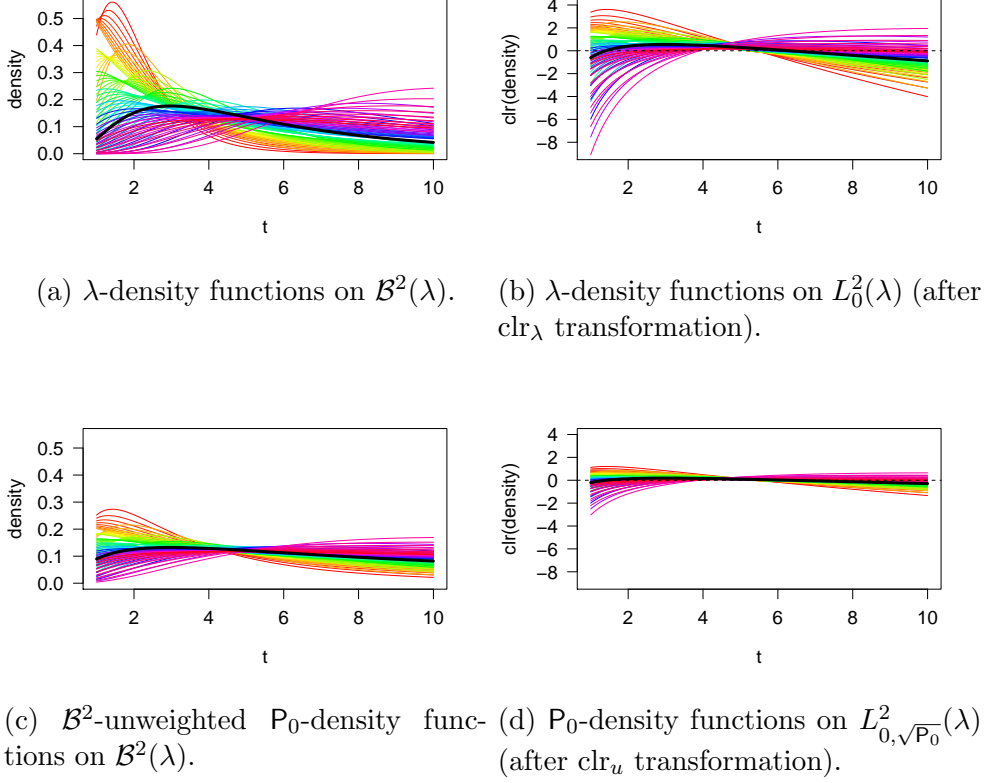 0.5
0.4
0.3
0.2
0.1
0.0
density
2 4 6 8 10
t
4
2
0
−2
−4
−6
−8
clr(density)
2 4 6 8 10
t
(a) λ-density functions on 𝓑²(λ).
(b) λ-density functions on L²₀(λ) (after
clr_λ transformation).
0.5
0.4
0.3
0.2
0.1
0.0
density
2 4 6 8 10
t
4
2
0
−2
−4
−6
−8
clr(density)
2 4 6 8 10
t
(c) 𝓑²-unweighted P₀-density func-
tions on 𝓑²(λ).
(d) P₀-density functions on L²_{0,√P₀}(λ)
(after clr_u transformation).